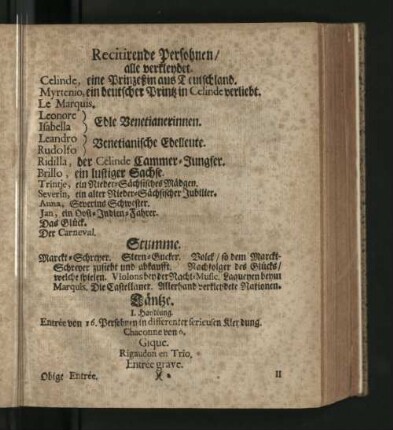 Recitirende Persohnen/
alle verkleydet.
Celinde, eine Prinzeßin aus Teutschland.
Myrtenio, ein deutscher Printz in Celinde verliebt.
Le Marquis.
Leonore
Isabella } Edle Venetianerinnen.
Leandro
Rudolfo } Venetianische Edelleute.
Ridilla, der Celinde Cammer-Jungfer.
Brillo, ein lustiger Sachse.
Trintje, ein Nieder-Sächsisches Mädgen.
Severin, ein alter Nieder-Sächsischer Jubilier.
Anna, Severins Schwester.
Jan, ein Ost-Indien-Fahrer.
Das Glück.
Der Carneval.
Stumme.
Marckt-Schreyer. Stern-Gucker. Volck/ so dem Marckt-
Schreyer zusieht und abkaufft. Nachfolger des Glücks/
welche spielen. Violons bey der Nacht-Music. Laqueyen beym
Marquis. Die Castellaner. Allerhand verkleydete Nationen.
Täntze.
I. Handlung.
Entrée von 16. Persohnen in differenter serieusen Kleydung.
Chaconne von 6.
Gique.
Rigaudon en Trio,
Entrée grave.
Obige Entrée. II